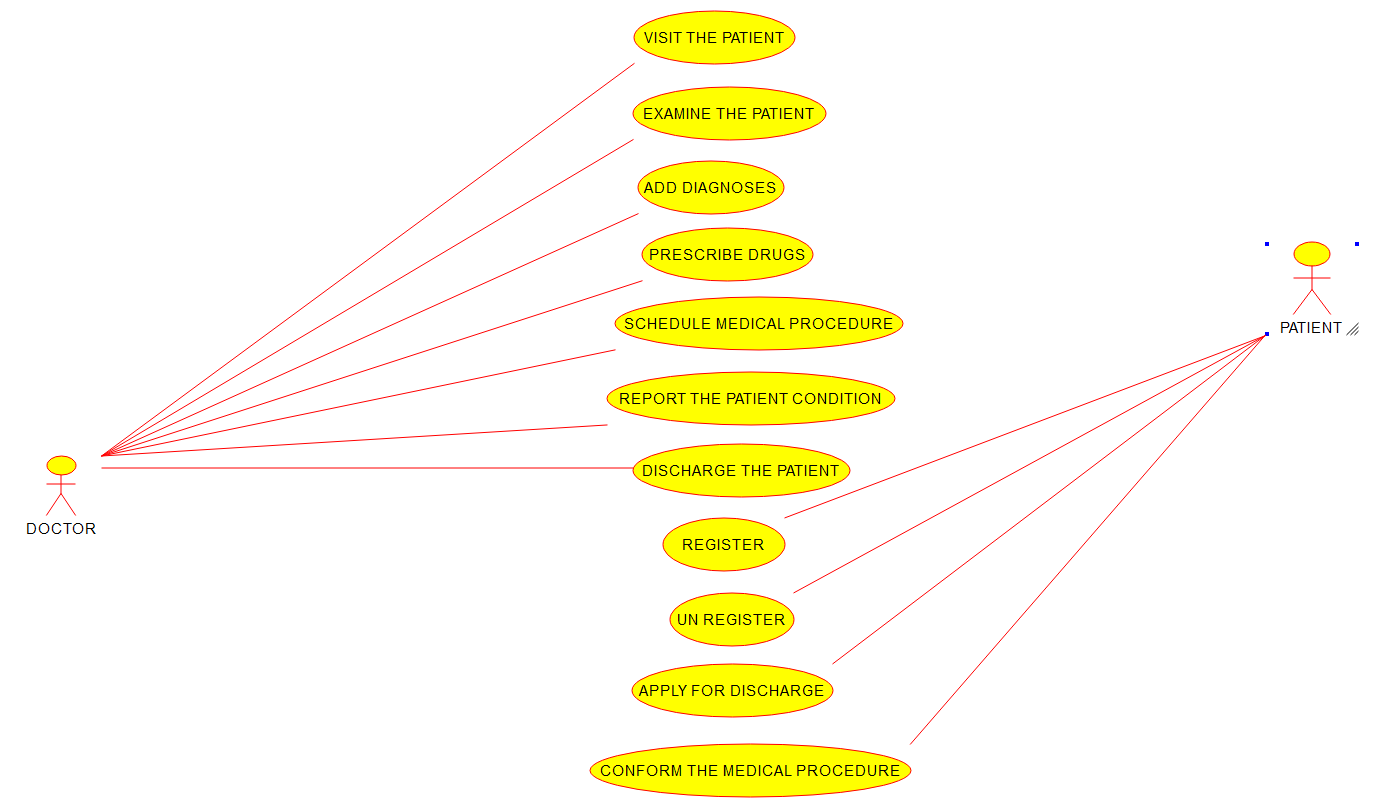 VISIT THE PATIENT
EXAMINE THE PATIENT
ADD DIAGNOSES
PRESCRIBE DRUGS
SCHEDULE MEDICAL PROCEDURE
PATIENT
REPORT THE PATIENT CONDITION
DISCHARGE THE PATIENT
DOCTOR
REGISTER
UN REGISTER
APPLY FOR DISCHARGE
CONFORM THE MEDICAL PROCEDURE